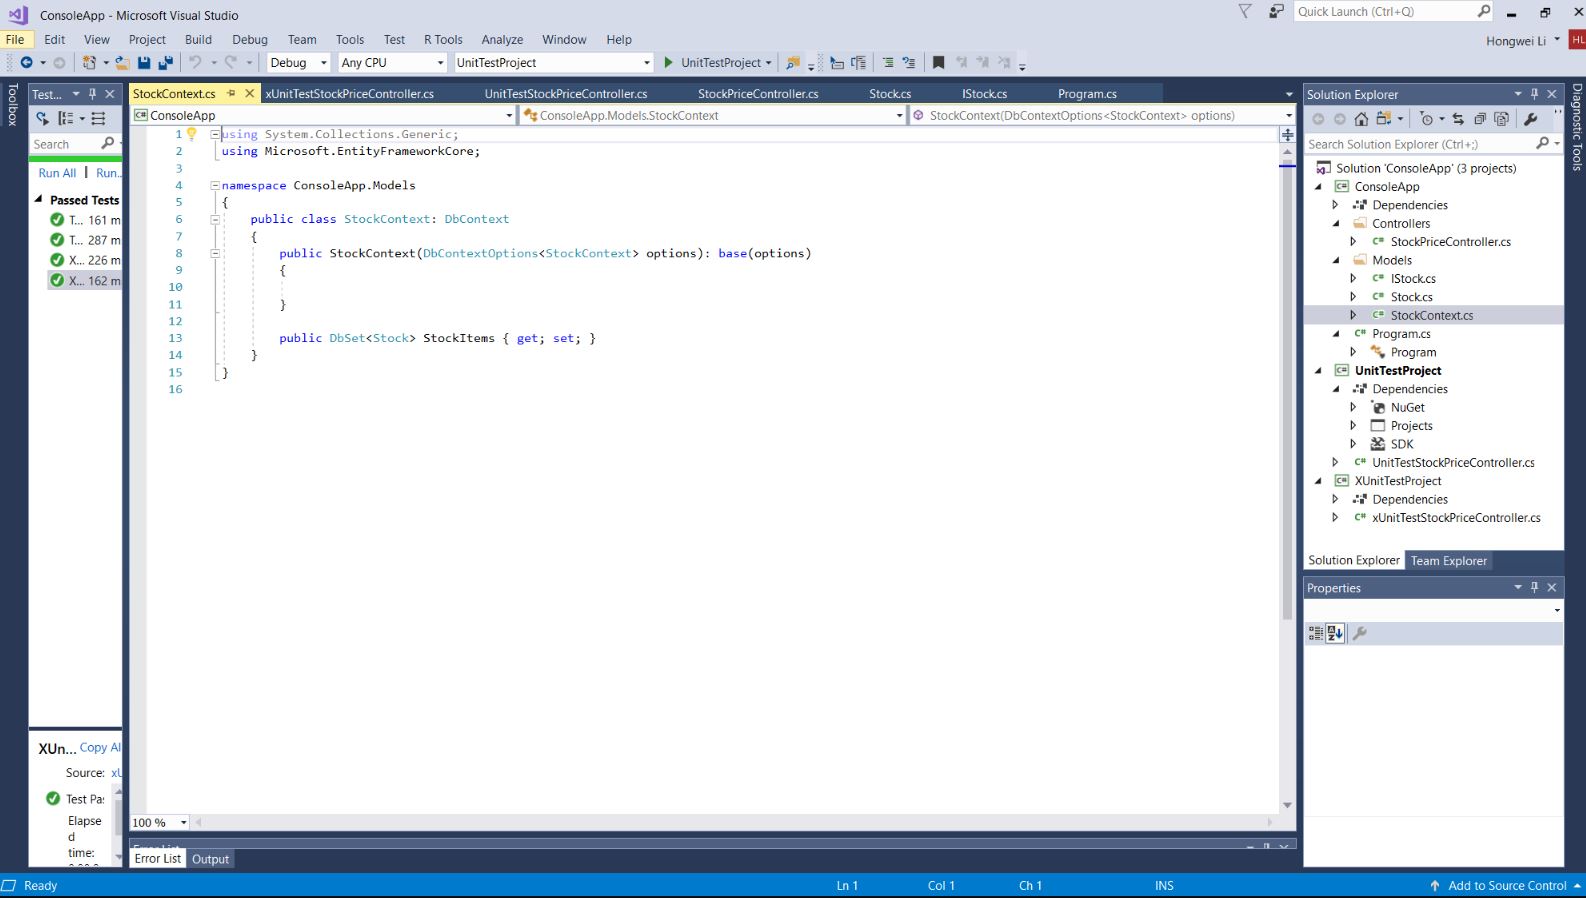 ConsoleApp - Microsoft Visual Studio
Quick Launch (Ctrl+Q)
File Edit View Project Build Debug Team Tools Test R Tools Analyze Window Help
Hongwei Li
HL
Debug Any CPU UnitTestProject UnitTestProject
Toolbox
Test...
Search
Run All | Run...
Passed Tests
T... 161 m
T... 287 m
X... 226 m
X... 162 m
XUn... Copy Al
Source: xU
Test Pas
Elapse
d
time:
StockContext.cs xUnitTestStockPriceController.cs UnitTestStockPriceController.cs StockPriceController.cs Stock.cs IStock.cs Program.cs
ConsoleApp ConsoleApp.Models.StockContext StockContext(DbContextOptions<StockContext> options)
1 using System.Collections.Generic;
2 using Microsoft.EntityFrameworkCore;
3
4 namespace ConsoleApp.Models
5 {
6 public class StockContext: DbContext
7 {
8 public StockContext(DbContextOptions<StockContext> options): base(options)
9 {
10
11 }
12
13 public DbSet<Stock> StockItems { get; set; }
14 }
15 }
16
100 %
Error List
Error List Output
Solution Explorer
Search Solution Explorer (Ctrl+;)
Solution 'ConsoleApp' (3 projects)
ConsoleApp
Dependencies
Controllers
StockPriceController.cs
Models
IStock.cs
Stock.cs
StockContext.cs
Program.cs
Program
UnitTestProject
Dependencies
NuGet
Projects
SDK
UnitTestStockPriceController.cs
XUnitTestProject
Dependencies
xUnitTestStockPriceController.cs
Solution Explorer Team Explorer
Properties
Diagnostic Tools
Ready Ln 1 Col 1 Ch 1 INS Add to Source Control